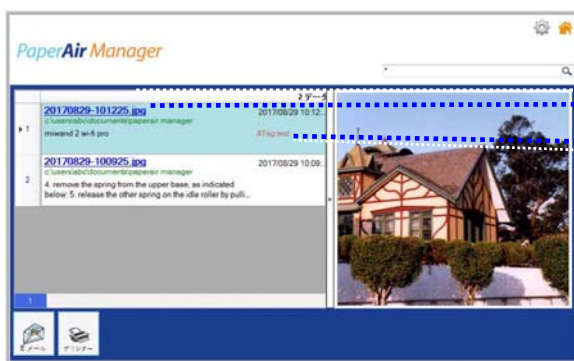 PaperAir Manager
*
2 データ
20170829-101225.jpg
2017/08/29 10:12...
c:\users\abc\documents\paperair manager
miwand 2 wi-fi pro
#Tag test
1
20170829-100925.jpg
2017/08/29 10:09...
c:\users\abc\documents\paperair manager
4. remove the spring from the upper base, as indicated
below: 5. release the other spring on the idle roller by pulli...
2
1
Eメール
プリンター